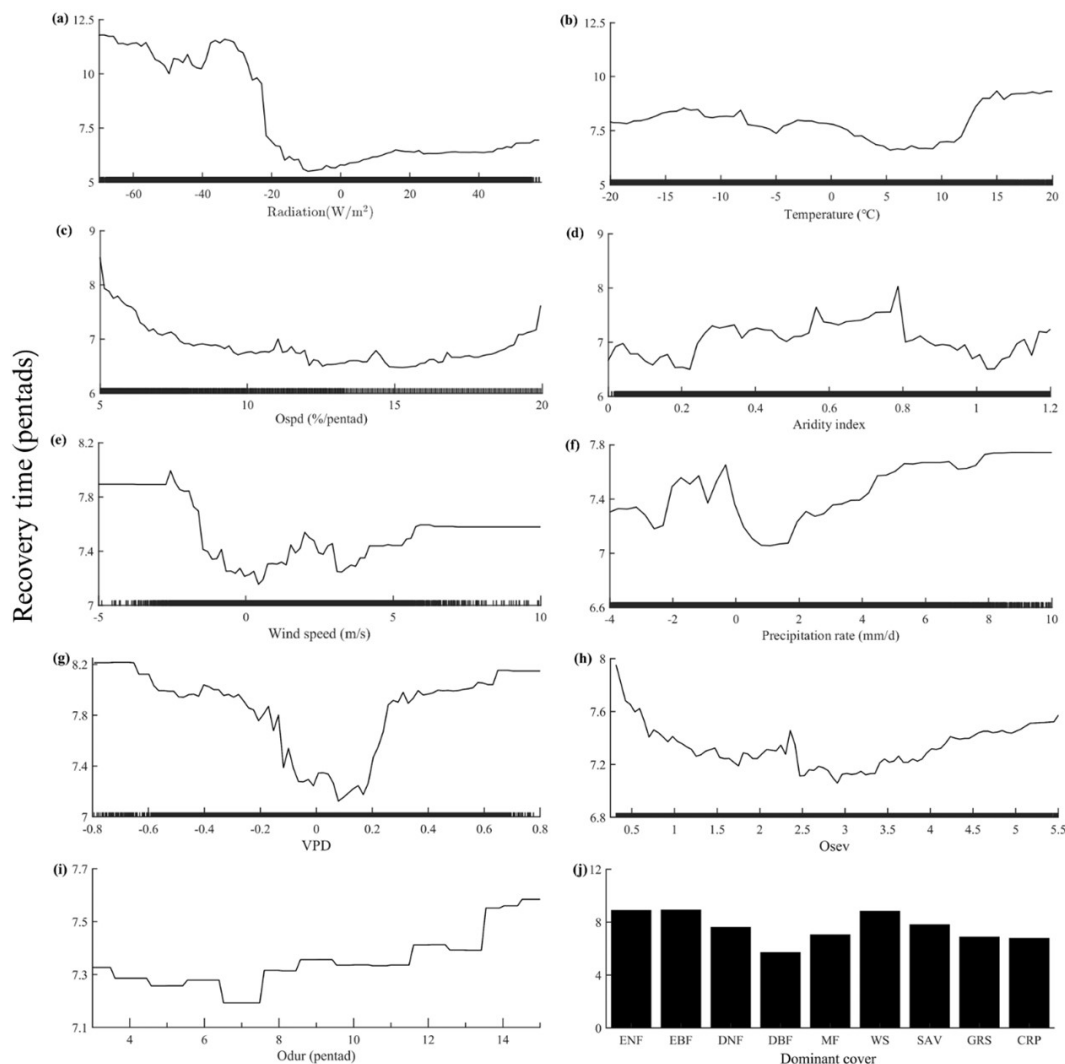 Recovery time (pentads)
(a)
12.5
10
7.5
5
-60 -40 -20 0 20 40
Radiation(W/m²)
(b)
12.5
10
7.5
5
-20 -15 -10 -5 0 5 10 15 20
Temperature (℃)
(c)
9
8
7
6
5 10 15 20
Ospd (%/pentad)
(d)
9
8
7
6
0 0.2 0.4 0.6 0.8 1 1.2
Aridity index
(e)
8.2
7.8
7.4
7
-5 0 5 10
Wind speed (m/s)
(f)
7.8
7.4
7
6.6
-4 -2 0 2 4 6 8 10
Precipitation rate (mm/d)
(g)
8.2
7.8
7.4
7
-0.8 -0.6 -0.4 -0.2 0 0.2 0.4 0.6 0.8
VPD
(h)
8
7.6
7.2
6.8
0.5 1 1.5 2 2.5 3 3.5 4 4.5 5 5.5
Osev
(i)
7.7
7.5
7.3
7.1
4 6 8 10 12 14
Odur (pentad)
(j)
12
8
4
0
ENF EBF DNF DBF MF WS SAV GRS CRP
Dominant cover